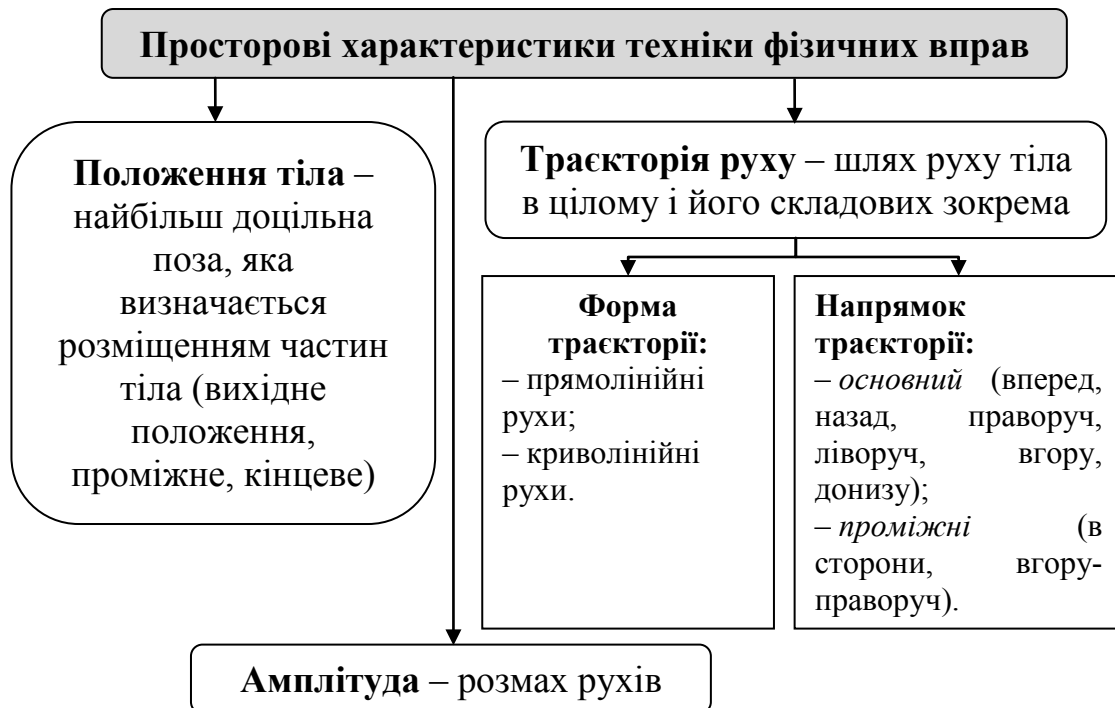 Просторові характеристики техніки фізичних вправ
Положення тіла –
найбільш доцільна
поза, яка
визначається
розміщенням частин
тіла (вихідне
положення,
проміжне, кінцеве)
Траєкторія руху – шлях руху тіла
в цілому і його складових зокрема
Форма
траєкторії:
– прямолінійні
рухи;
– криволінійні
рухи.
Напрямок
траєкторії:
– основний (вперед,
назад, праворуч,
ліворуч, вгору,
донизу);
– проміжні (в
сторони, вгору-
праворуч).
Амплітуда – розмах рухів